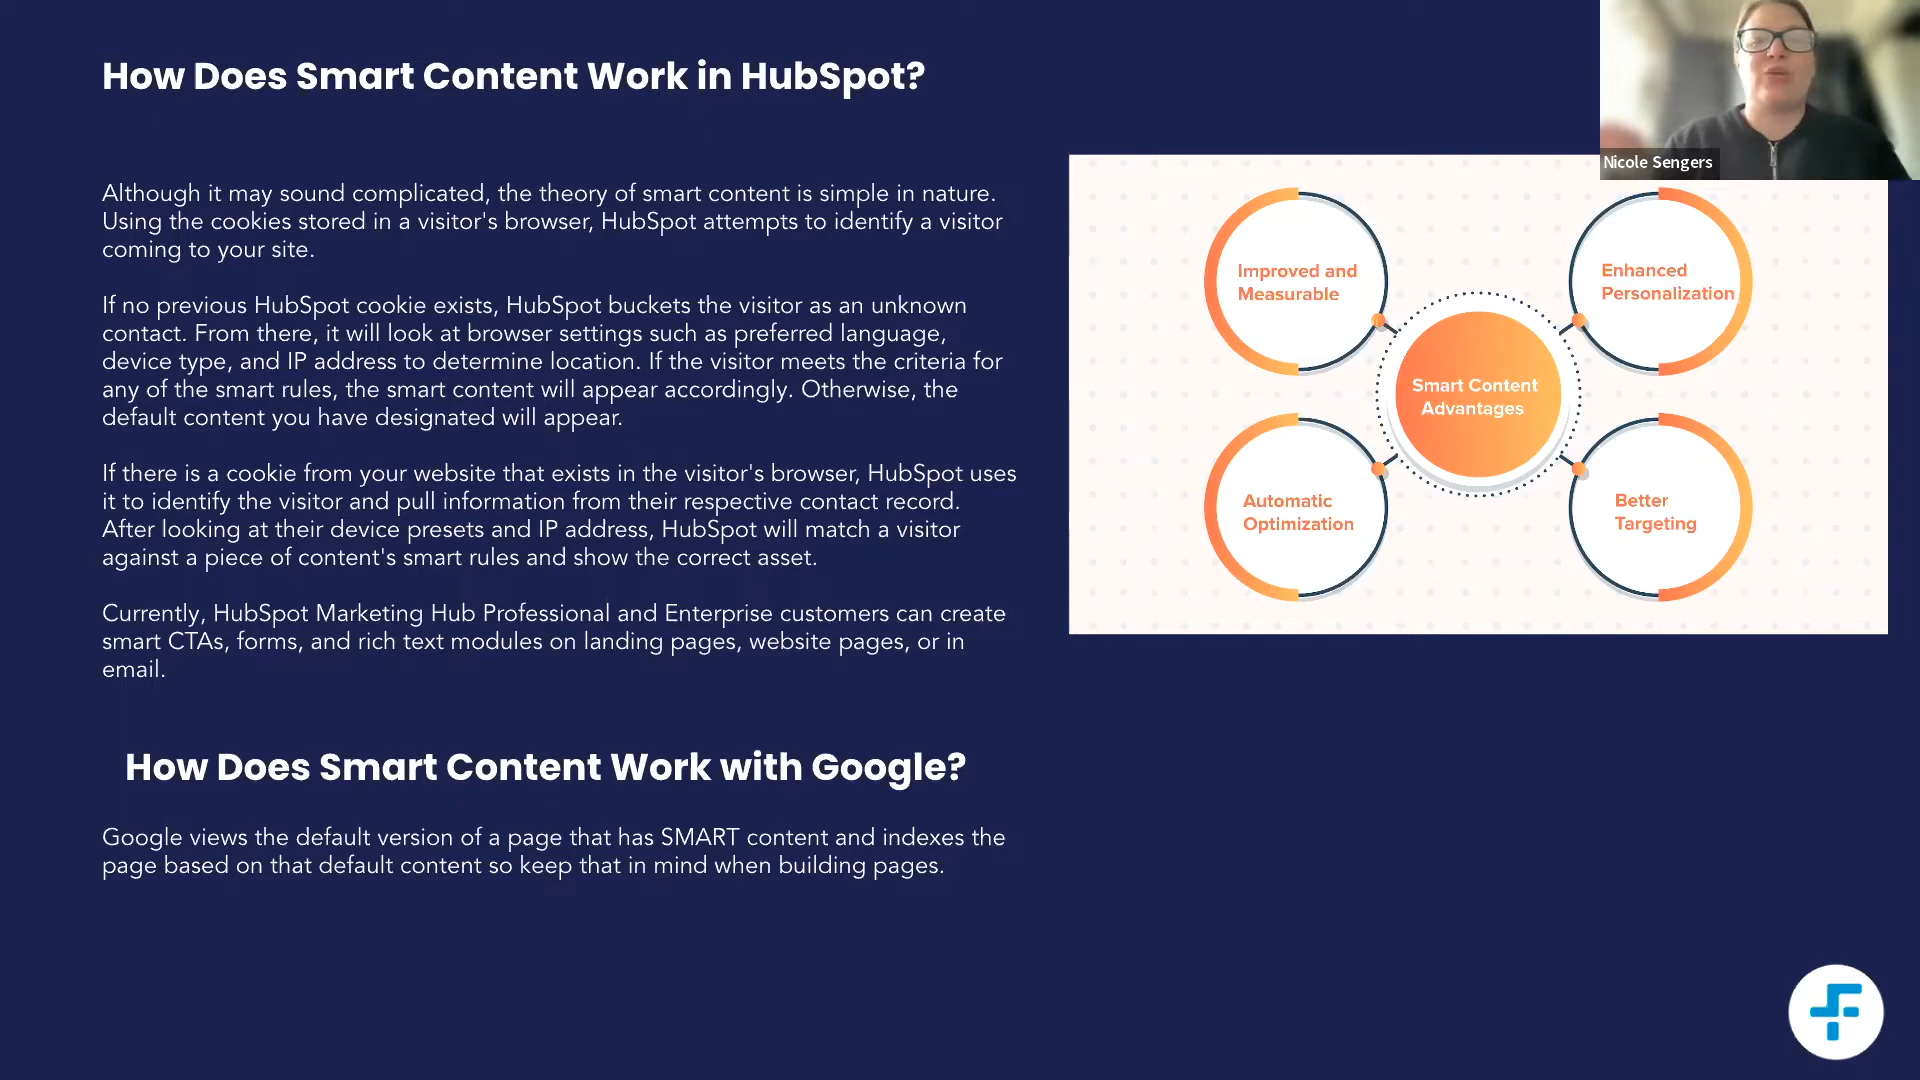 How Does Smart Content Work in HubSpot?
Although it may sound complicated, the theory of smart content is simple in nature.
Using the cookies stored in a visitor's browser, HubSpot attempts to identify a visitor
coming to your site.
If no previous HubSpot cookie exists, HubSpot buckets the visitor as an unknown
contact. From there, it will look at browser settings such as preferred language,
device type, and IP address to determine location. If the visitor meets the criteria for
any of the smart rules, the smart content will appear accordingly. Otherwise, the
default content you have designated will appear.
If there is a cookie from your website that exists in the visitor's browser, HubSpot uses
it to identify the visitor and pull information from their respective contact record.
After looking at their device presets and IP address, HubSpot will match a visitor
against a piece of content's smart rules and show the correct asset.
Currently, HubSpot Marketing Hub Professional and Enterprise customers can create
smart CTAs, forms, and rich text modules on landing pages, website pages, or in
email.
How Does Smart Content Work with Google?
Google views the default version of a page that has SMART content and indexes the
page based on that default content so keep that in mind when building pages.
Nicole Sengers
Improved and
Measurable
Enhanced
Personalization
Smart Content
Advantages
Automatic
Optimization
Better
Targeting